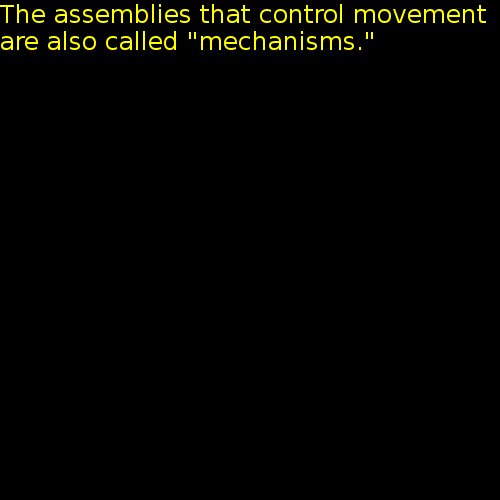 The assemblies that control movement
are also called "mechanisms."